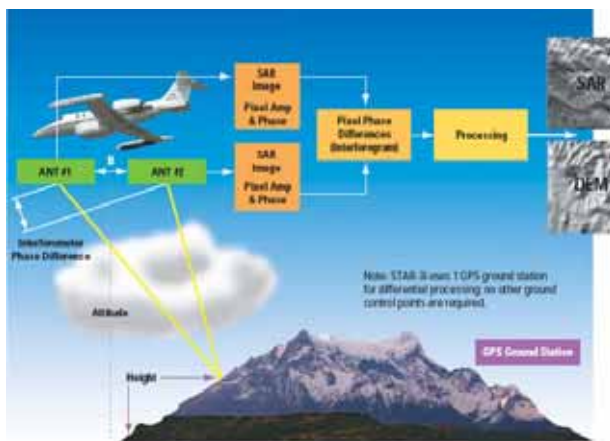 SAR
Image
Pixel Amp
& Phase
SAR
Image
Pixel Amp
& Phase
Pixel Phase
Differences
(Interferogram)
Processing
SAR
DEM
ANT #1
B
ANT #2
Interferometer
Phase Difference
Altitude
Height
Note: STAR-3i uses 1 GPS ground station
for differential processing; no other ground
control points are required.
GPS Ground Station